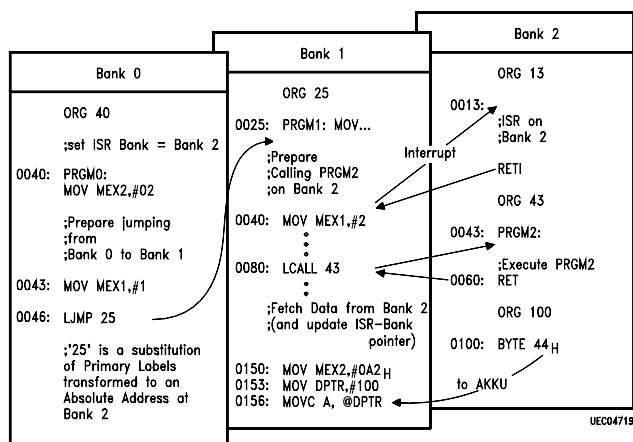 Bank 0
ORG 40
;set ISR Bank = Bank 2
0040: PRGM0:
MOV MEX2,#02
;Prepare jumping
;from
;Bank 0 to Bank 1
0043: MOV MEX1,#1
0046: LJMP 25
;'25' is a substitution
of Primary Labels
transformed to an
Absolute Address at
Bank 2
Bank 1
ORG 25
0025: PRGM1: MOV...
;Prepare
;Calling PRGM2
;on Bank 2
Interrupt
0040: MOV MEX1,#2
0080: LCALL 43
;Fetch Data from Bank 2
;(and update ISR-Bank
pointer)
0150: MOV MEX2,#0A2H
0153: MOV DPTR,#100
0156: MOVC A, @DPTR
Bank 2
ORG 13
0013:
;ISR on
;Bank 2
RETI
ORG 43
0043: PRGM2:
;Execute PRGM2
0060: RET
ORG 100
0100: BYTE 44H
to AKKU
UEC04719